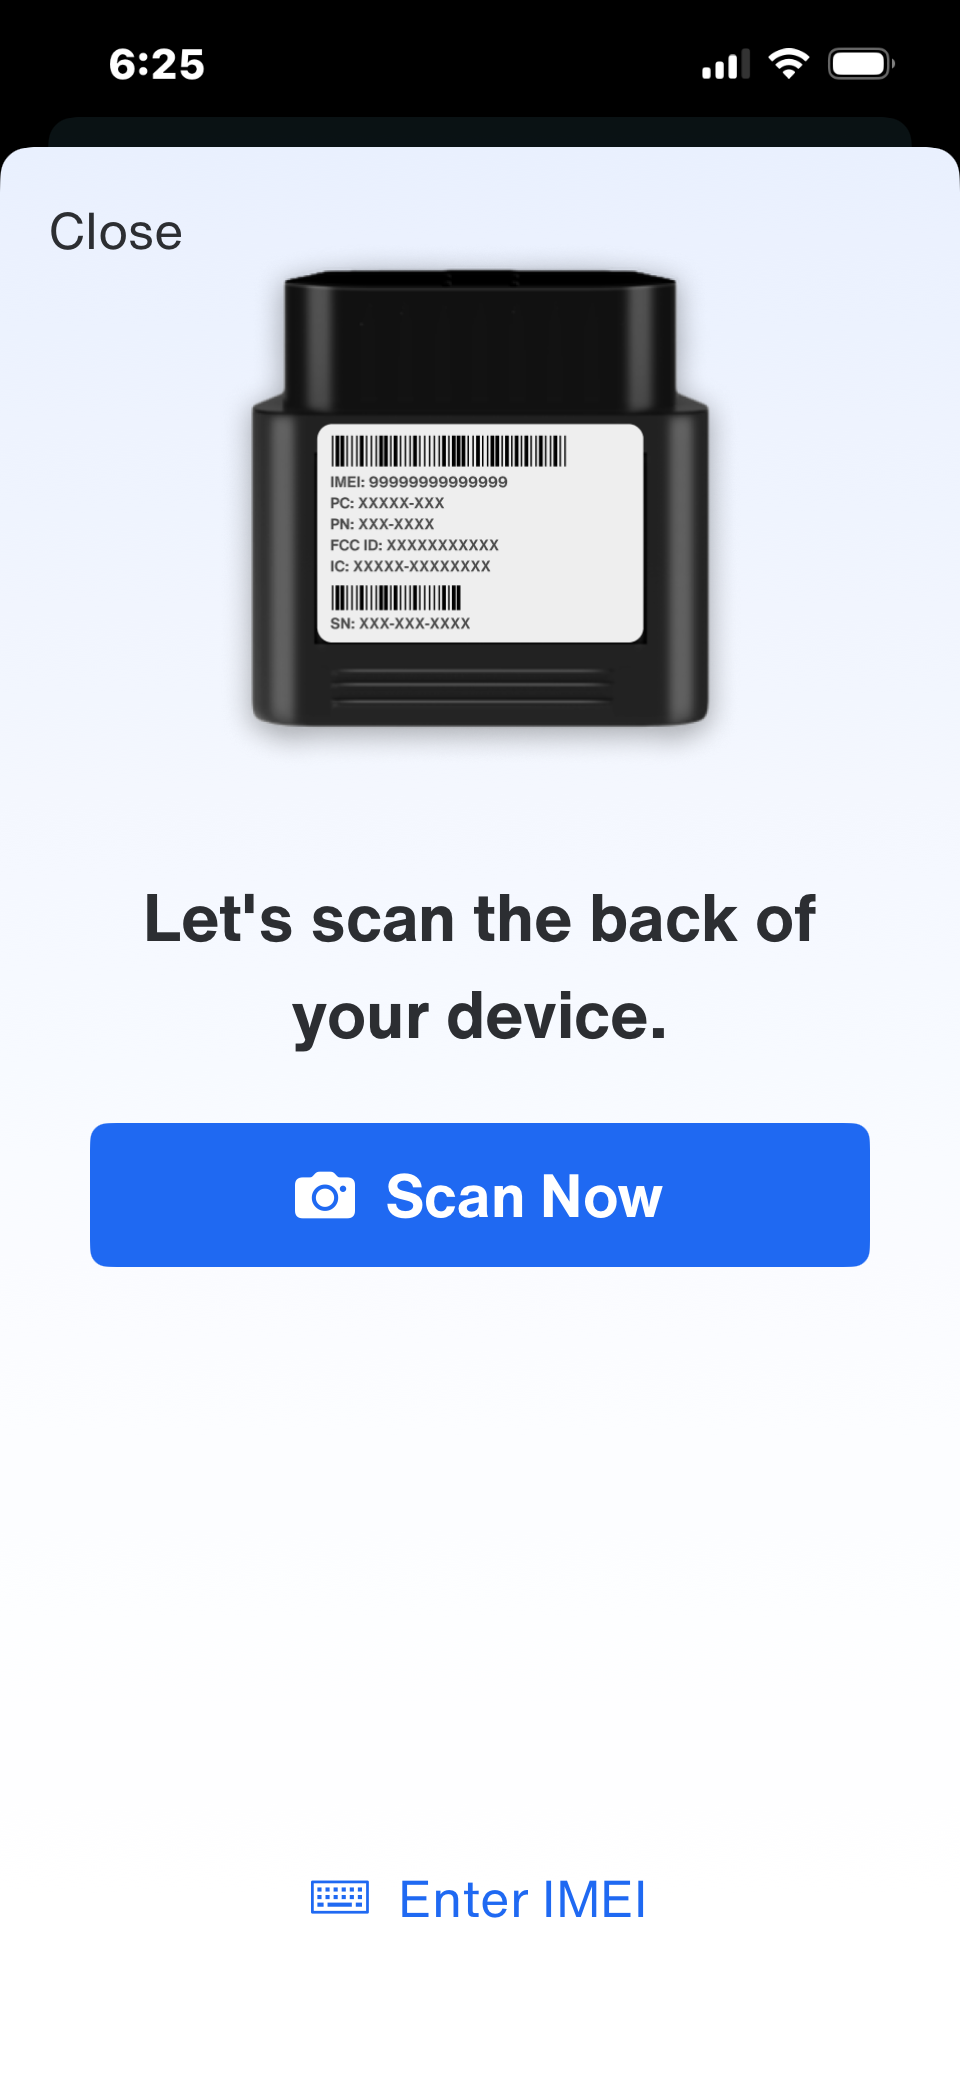 6:25
Close
IMEI: 99999999999999
PC: XXXXX-XXX
PN: XXX-XXXX
FCC ID: XXXXXXXXXXX
IC: XXXXX-XXXXXXXX
SN: XXX-XXX-XXXX
Let's scan the back of
your device.
Scan Now
Enter IMEI